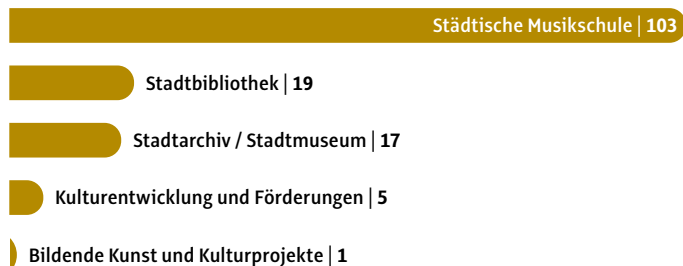 Städtische Musikschule | 103
Stadtbibliothek | 19
Stadtarchiv / Stadtmuseum | 17
Kulturentwicklung und Förderungen | 5
Bildende Kunst und Kulturprojekte | 1